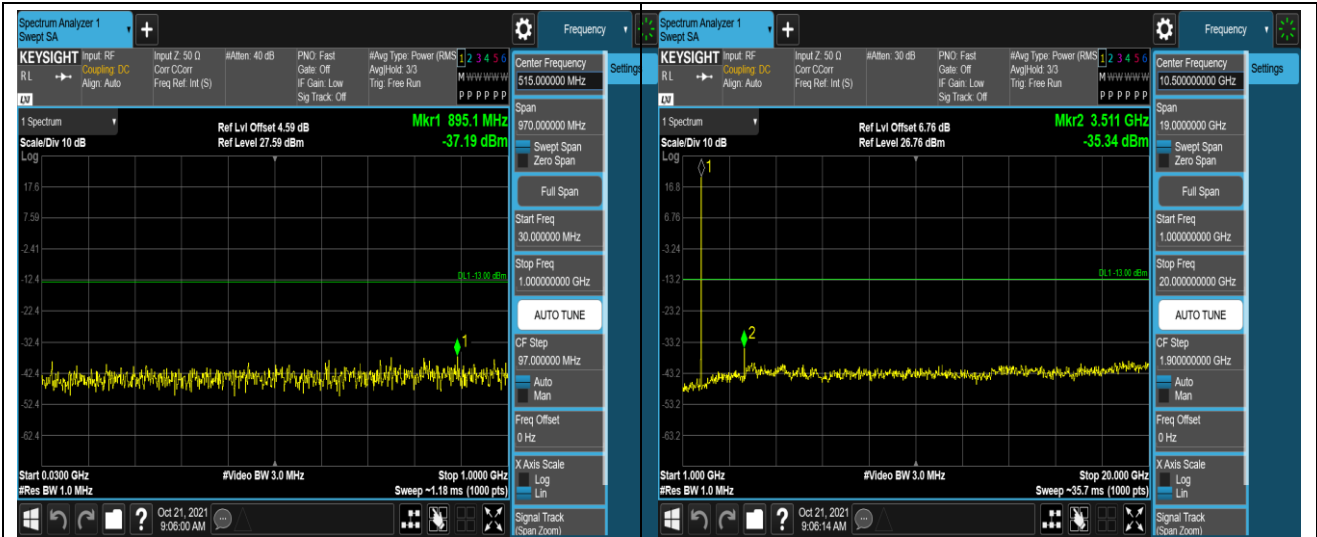 Spectrum Analyzer 1
Swept SA
Frequency
KEYSIGHT
RL
LXI
Input: RF
Coupling: DC
Align: Auto
Input Z: 50 Ω
Corr CCorr
Freq Ref: Int (S)
#Atten: 40 dB
PNO: Fast
Gate: Off
IF Gain: Low
Sig Track: Off
#Avg Type: Power (RMS
Avg|Hold: 3/3
Trig: Free Run
1 2 3 4 5 6
M W W W W W
P P P P P P
Center Frequency
515.000000 MHz
Settings
1 Spectrum
Scale/Div 10 dB
Log
Ref Lvl Offset 4.59 dB
Ref Level 27.59 dBm
Mkr1 895.1 MHz
-37.19 dBm
17.6
7.59
-2.41
-12.4
-22.4
-32.4
-42.4
-52.4
-62.4
DL1 -13.00 dBm
1
Start 0.0300 GHz
#Res BW 1.0 MHz
#Video BW 3.0 MHz
Stop 1.0000 GHz
Sweep ~1.18 ms (1000 pts)
Span
970.000000 MHz
Swept Span
Zero Span
Full Span
Start Freq
30.000000 MHz
Stop Freq
1.000000000 GHz
AUTO TUNE
CF Step
97.000000 MHz
Auto
Man
Freq Offset
0 Hz
X Axis Scale
Log
Lin
Signal Track
(Span Zoom)
?
Oct 21, 2021
9:06:00 AM
Spectrum Analyzer 1
Swept SA
Frequency
KEYSIGHT
RL
LXI
Input: RF
Coupling: DC
Align: Auto
Input Z: 50 Ω
Corr CCorr
Freq Ref: Int (S)
#Atten: 30 dB
PNO: Fast
Gate: Off
IF Gain: Low
Sig Track: Off
#Avg Type: Power (RMS
Avg|Hold: 3/3
Trig: Free Run
1 2 3 4 5 6
M W W W W W
P P P P P P
Center Frequency
10.500000000 GHz
Settings
1 Spectrum
Scale/Div 10 dB
Log
Ref Lvl Offset 6.76 dB
Ref Level 26.76 dBm
Mkr2 3.511 GHz
-35.34 dBm
1
16.8
6.76
-3.24
-13.2
-23.2
-33.2
-43.2
-53.2
-63.2
DL1 -13.00 dBm
2
Start 1.000 GHz
#Res BW 1.0 MHz
#Video BW 3.0 MHz
Stop 20.000 GHz
Sweep ~35.7 ms (1000 pts)
Span
19.0000000 GHz
Swept Span
Zero Span
Full Span
Start Freq
1.000000000 GHz
Stop Freq
20.000000000 GHz
AUTO TUNE
CF Step
1.900000000 GHz
Auto
Man
Freq Offset
0 Hz
X Axis Scale
Log
Lin
Signal Track
(Span Zoom)
?
Oct 21, 2021
9:06:14 AM